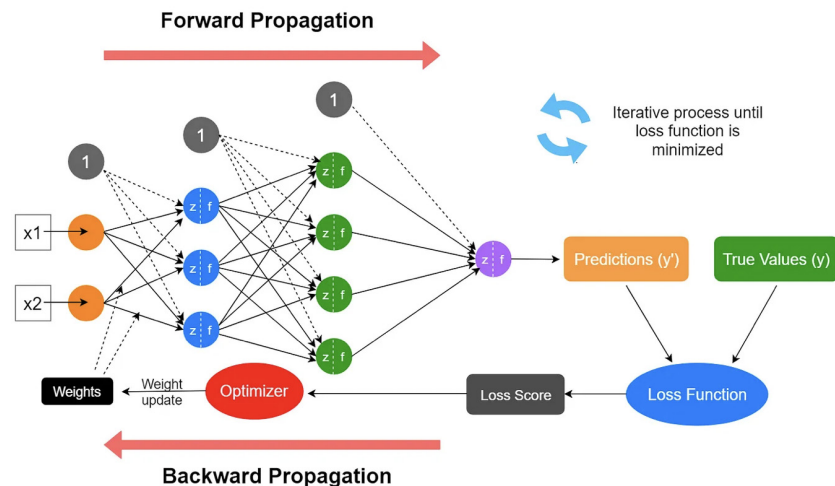 Forward Propagation
1
1
1
Iterative process until
loss function is
minimized
z f
z f
x1
z f
z f
z f
Predictions (y')
True Values (y)
z f
x2
z f
z f
Weights
Weight
update
Optimizer
Loss Score
Loss Function
Backward Propagation